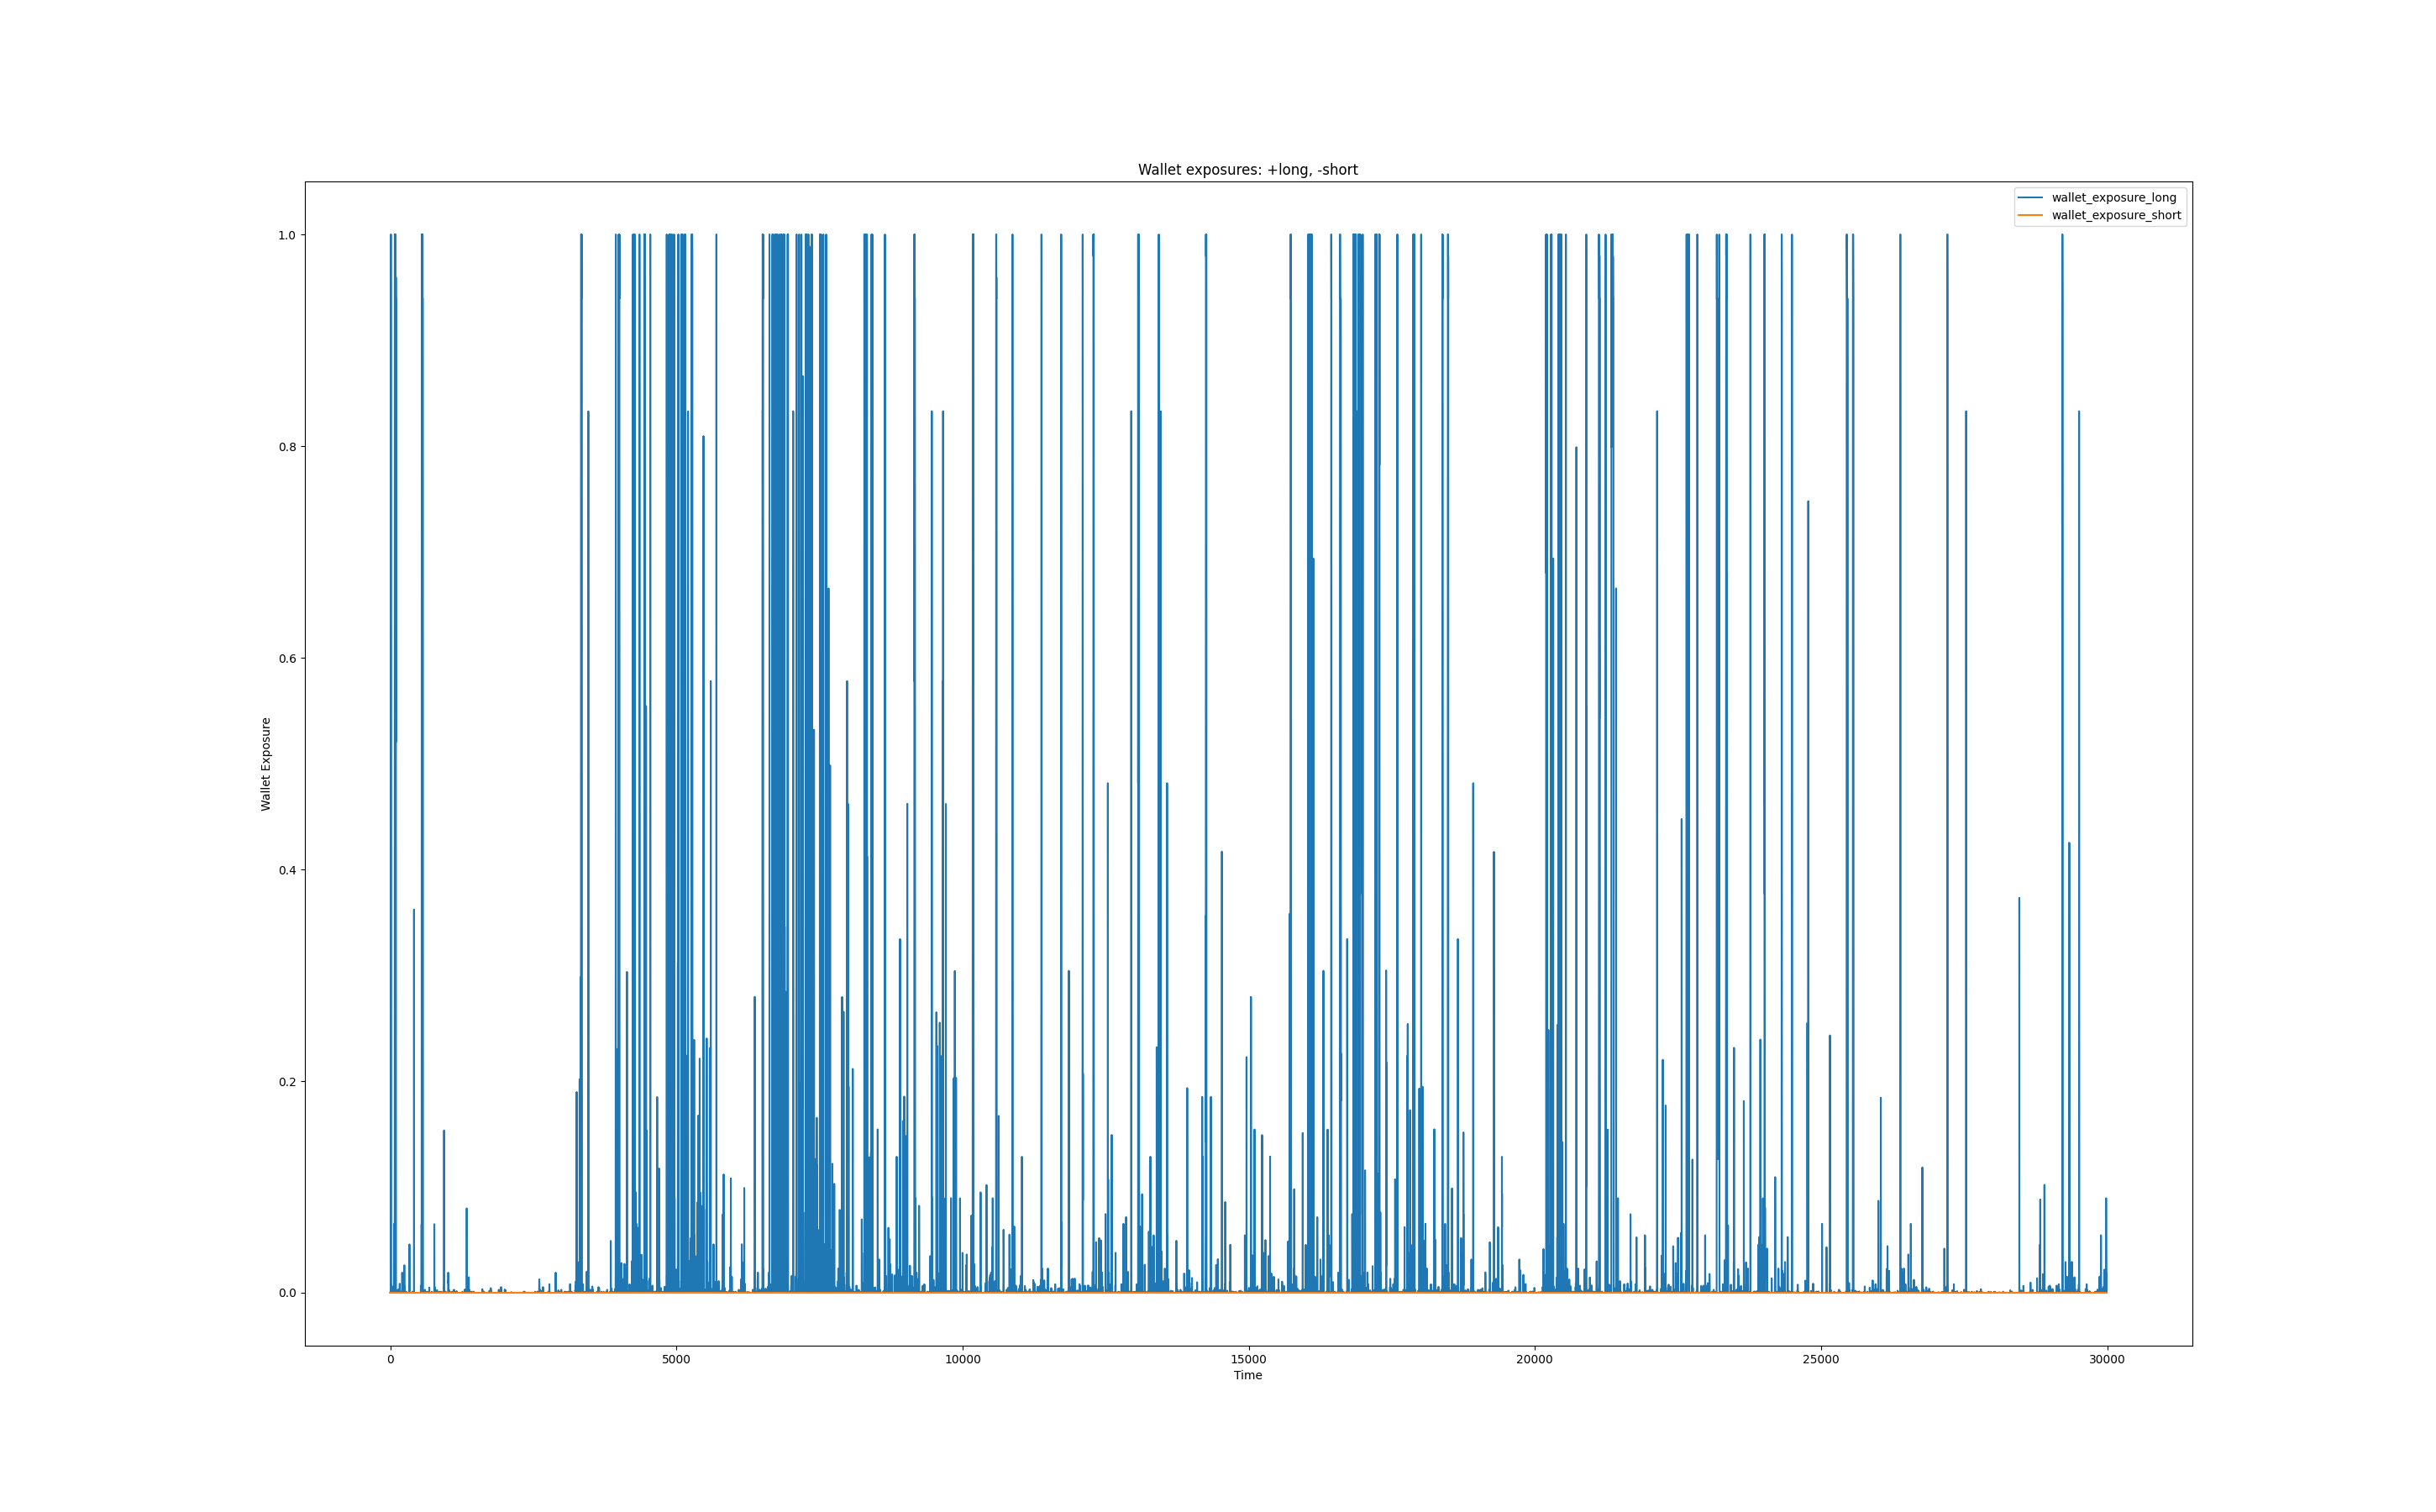 Wallet exposures: +long, -short
wallet_exposure_long
wallet_exposure_short
1.0
0.8
0.6
0.4
0.2
0.0
Wallet Exposure
0 5000 10000 15000 20000 25000 30000
Time